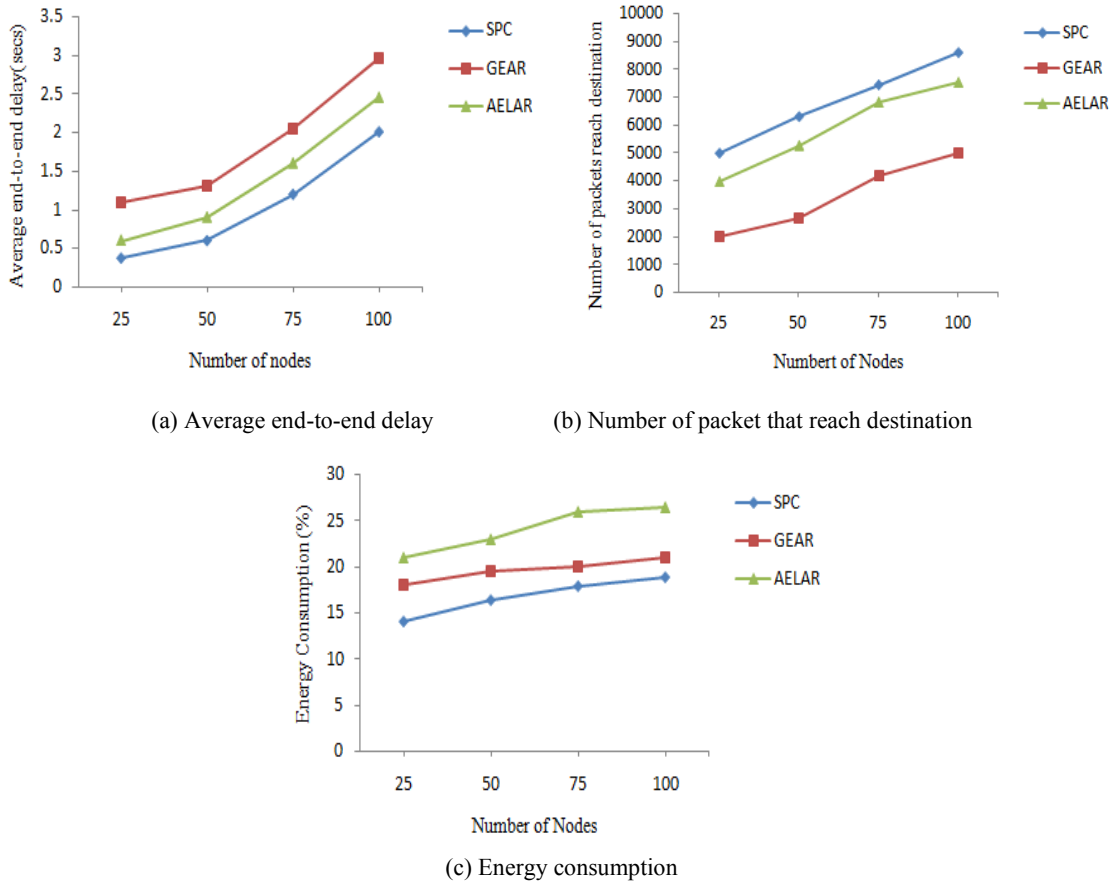 3.5
3
2.5
2
1.5
1
0.5
0
Average end-to-end delay(secs)
25 50 75 100
Number of nodes
SPC
GEAR
AELAR
(a) Average end-to-end delay
10000
9000
8000
7000
6000
5000
4000
3000
2000
1000
0
Number of packets reach destination
25 50 75 100
Numbert of Nodes
SPC
GEAR
AELAR
(b) Number of packet that reach destination
30
25
20
15
10
5
0
Energy Consumption (%)
25 50 75 100
Number of Nodes
SPC
GEAR
AELAR
(c) Energy consumption